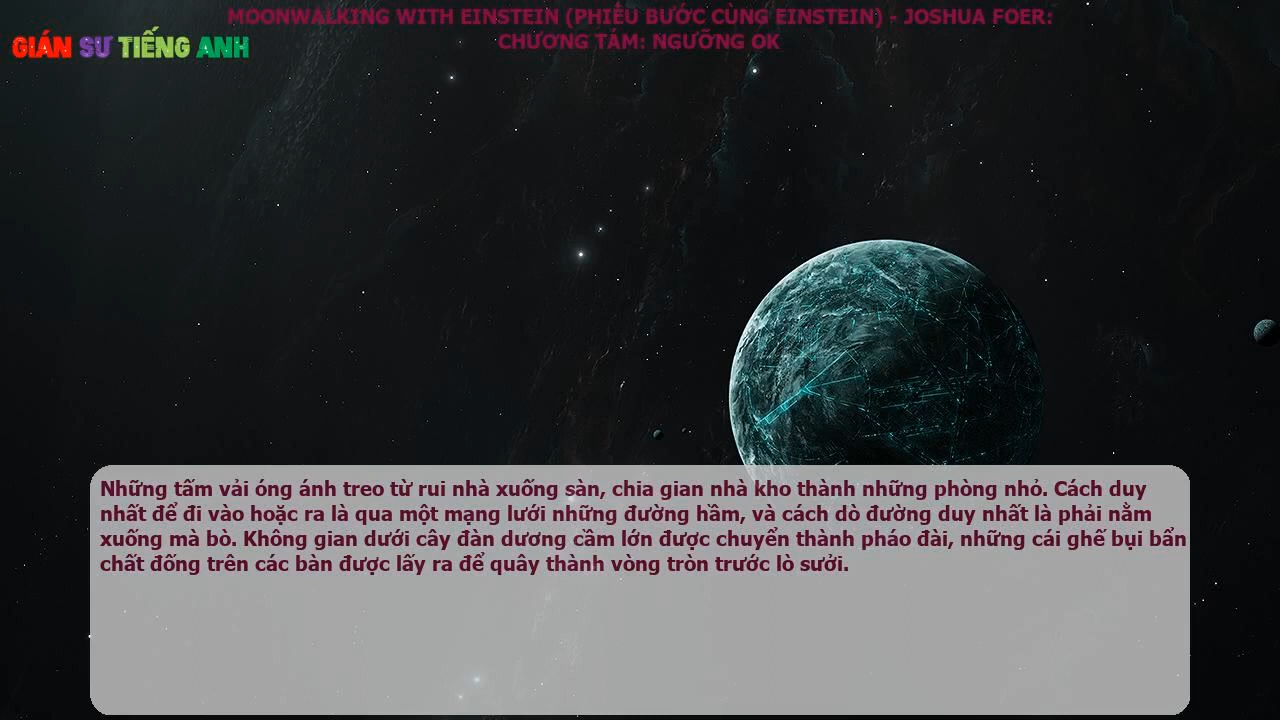 MOONWALKING WITH EINSTEIN (PHIÊU BƯỚC CÙNG EINSTEIN) - JOSHUA FOER:
CHƯƠNG TÁM: NGƯỠNG OK
GIÁN SƯ TIẾNG ANH
Những tấm vải óng ánh treo từ rui nhà xuống sàn, chia gian nhà kho thành những phòng nhỏ. Cách duy
nhất để đi vào hoặc ra là qua một mạng lưới những đường hầm, và cách dò đường duy nhất là phải nằm
xuống mà bò. Không gian dưới cây đàn dương cầm lớn được chuyển thành pháo đài, những cái ghế bụi bẩn
chất đống trên các bàn được lấy ra để quây thành vòng tròn trước lò sưởi.